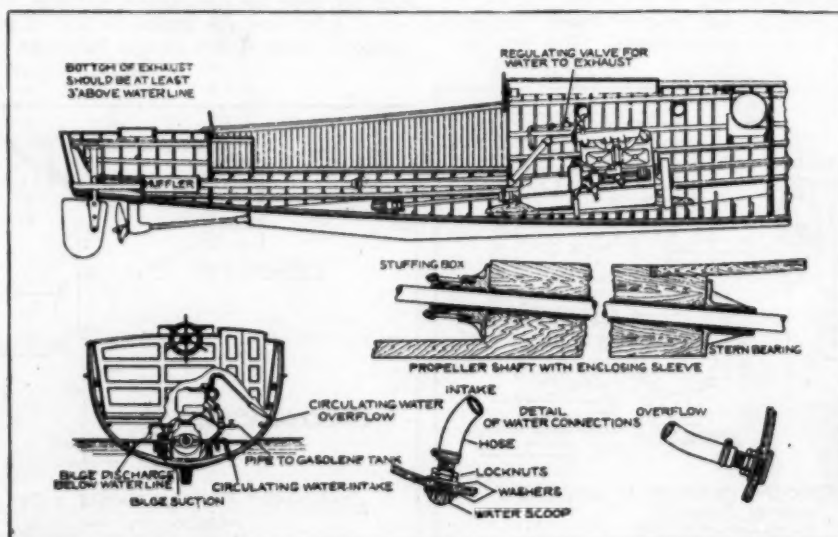 BOTTOM OF EXHAUST
SHOULD BE AT LEAST
3" ABOVE WATER LINE
REGULATING VALVE FOR
WATER TO EXHAUST
MUFFLER
STUFFING BOX
STERN BEARING
PROPELLER SHAFT WITH ENCLOSING SLEEVE
CIRCULATING WATER
OVERFLOW
PIPE TO GASOLENE TANK
BILGE DISCHARGE
BELOW WATER LINE
CIRCULATING WATER INTAKE
BILGE SUCTION
INTAKE
DETAIL
OF WATER CONNECTIONS
OVERFLOW
HOSE
LOCKNUTS
WASHERS
WATER SCOOP